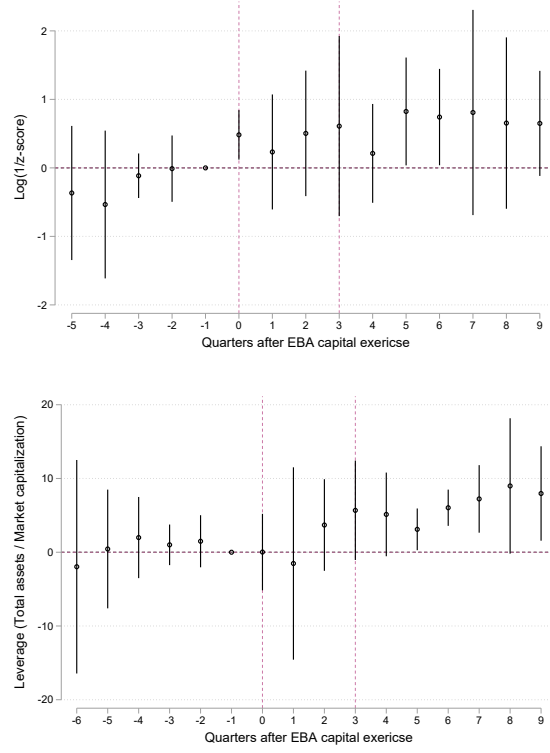 Log(1/z-score)
2
1
0
-1
-2
-5 -4 -3 -2 -1 0 1 2 3 4 5 6 7 8 9
Quarters after EBA capital exericse
Leverage (Total assets / Market capitalization)
20
10
0
-10
-20
-6 -5 -4 -3 -2 -1 0 1 2 3 4 5 6 7 8 9
Quarters after EBA capital exericse